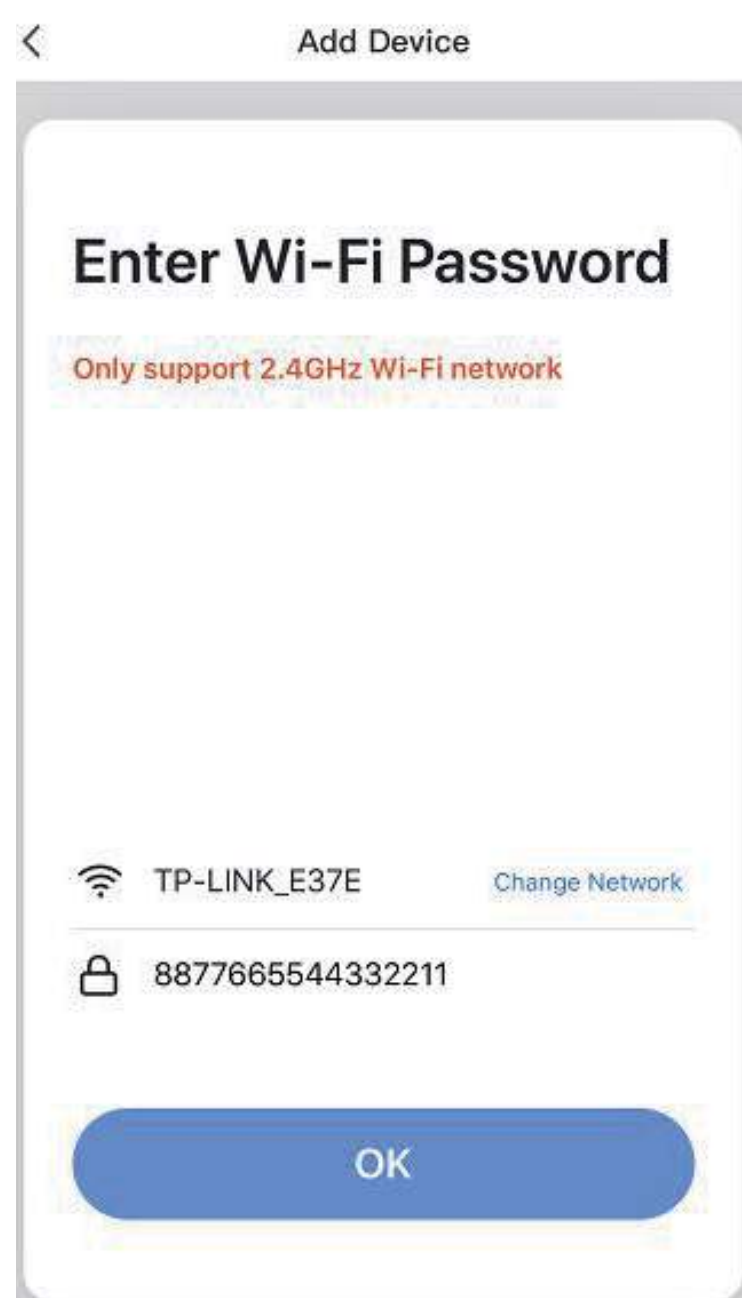 Add Device
Enter Wi-Fi Password
Only support 2.4GHz Wi-Fi network
TP-LINK_E37E Change Network
8877665544332211
OK